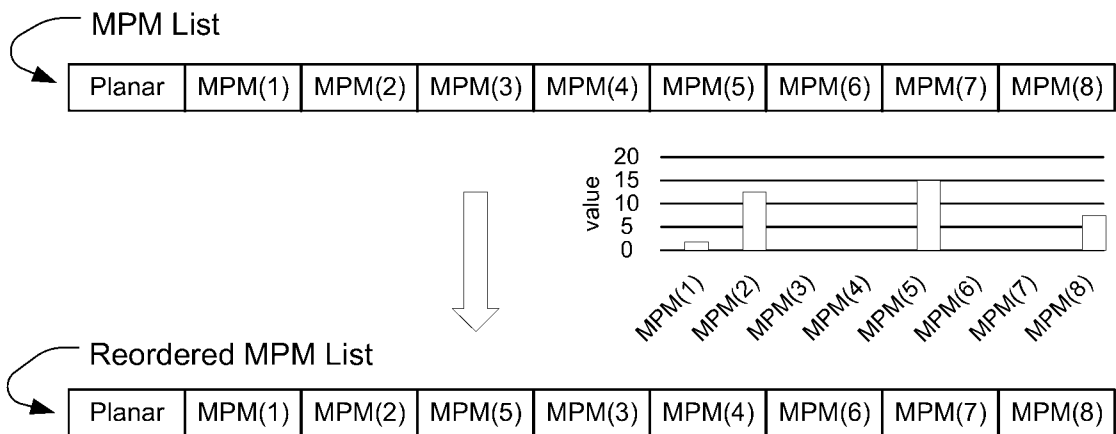 MPM List
Planar MPM(1) MPM(2) MPM(3) MPM(4) MPM(5) MPM(6) MPM(7) MPM(8)
value
20
15
10
5
0
MPM(1) MPM(2) MPM(3) MPM(4) MPM(5) MPM(6) MPM(7) MPM(8)
Reordered MPM List
Planar MPM(1) MPM(2) MPM(5) MPM(3) MPM(4) MPM(6) MPM(7) MPM(8)